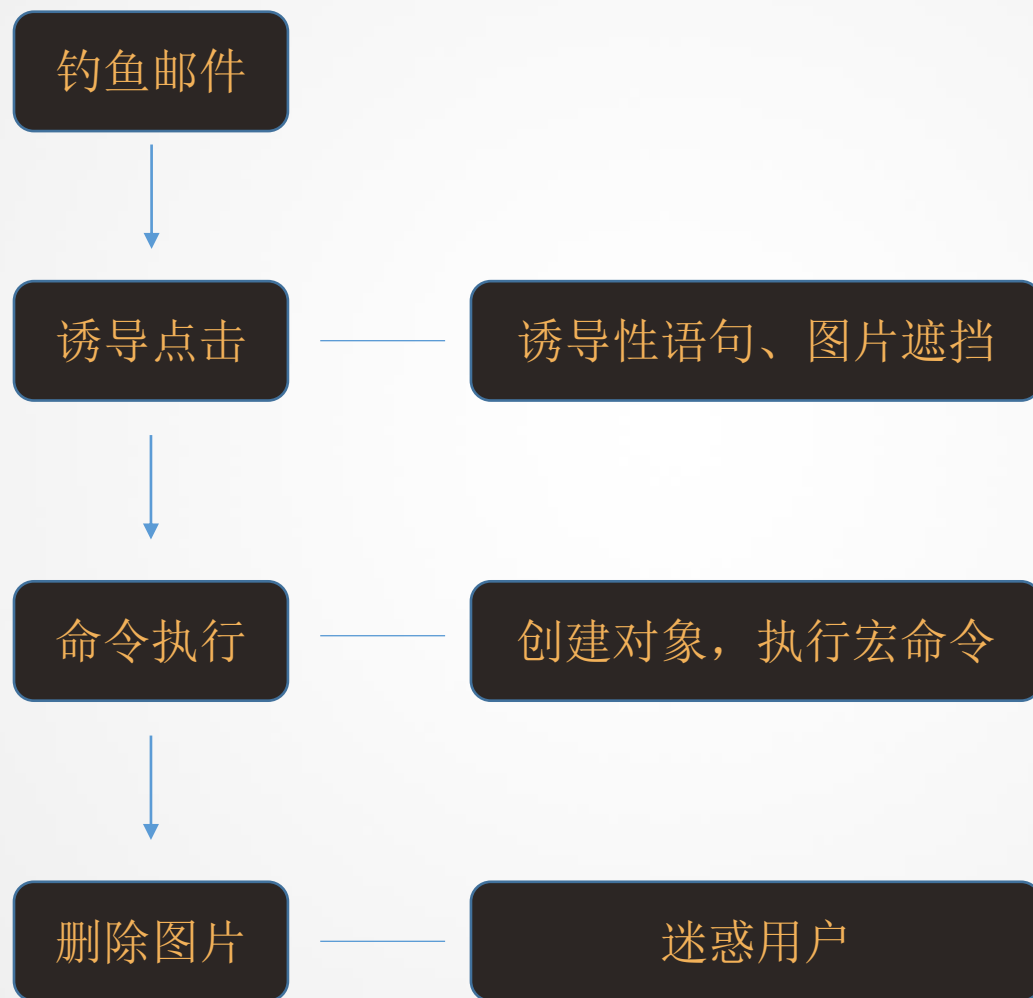 钓鱼邮件
诱导点击
诱导性语句、图片遮挡
命令执行
创建对象，执行宏命令
删除图片
迷惑用户